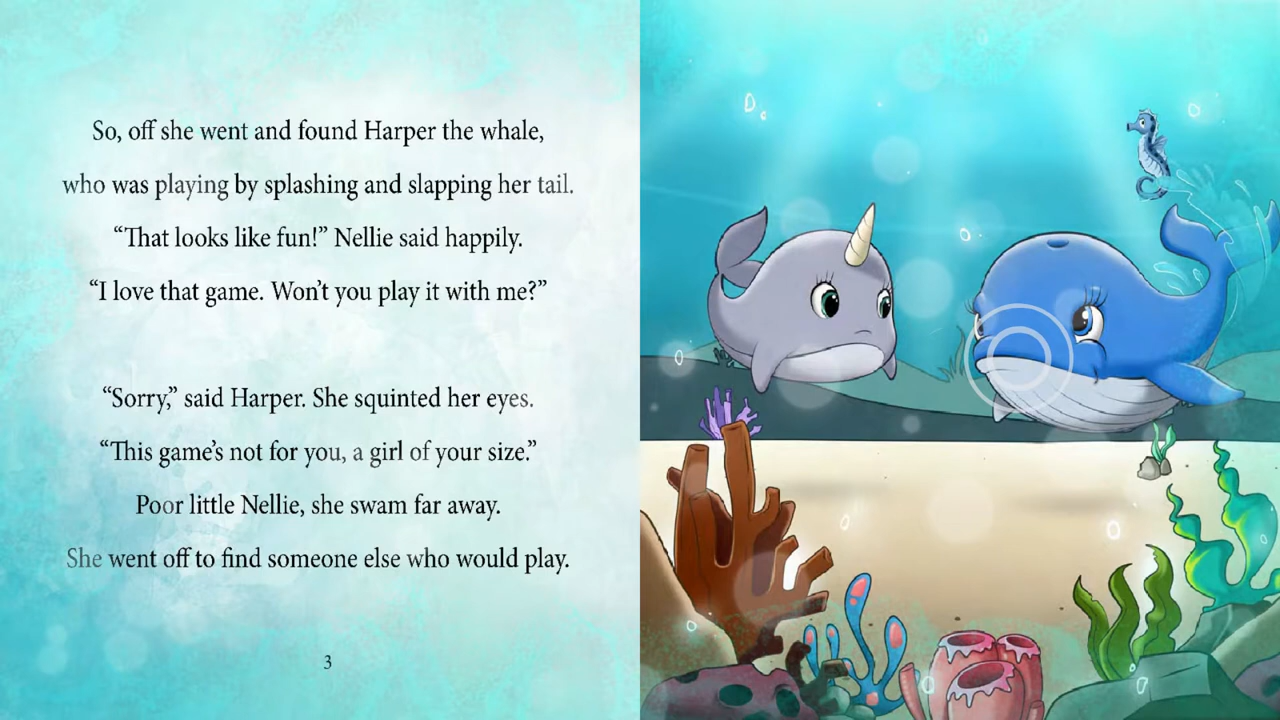 So, off she went and found Harper the whale,
who was playing by splashing and slapping her tail.
“That looks like fun!” Nellie said happily.
“I love that game. Won’t you play it with me?”
“Sorry,” said Harper. She squinted her eyes.
“This game’s not for you, a girl of your size.”
Poor little Nellie, she swam far away.
She went off to find someone else who would play.
3